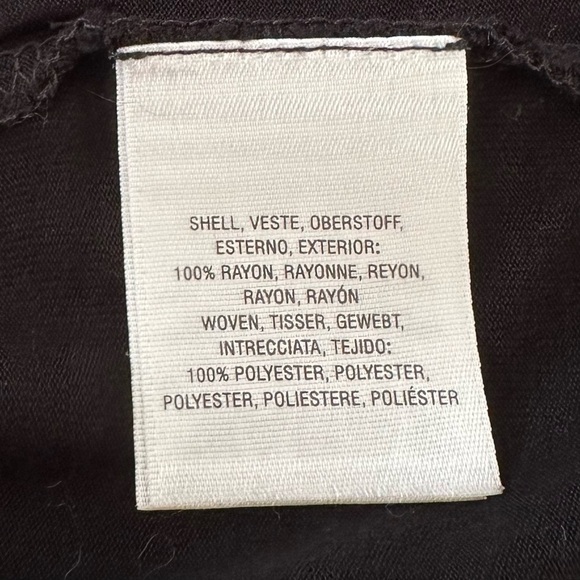 SHELL, VESTE, OBERSTOFF,
ESTERNO, EXTERIOR:
100% RAYON, RAYONNE, REYON,
RAYON, RAYÓN
WOVEN, TISSER, GEWEBT,
INTRECCIATA, TEJIDO:
100% POLYESTER, POLYESTER,
POLYESTER, POLIESTERE, POLIÉSTER